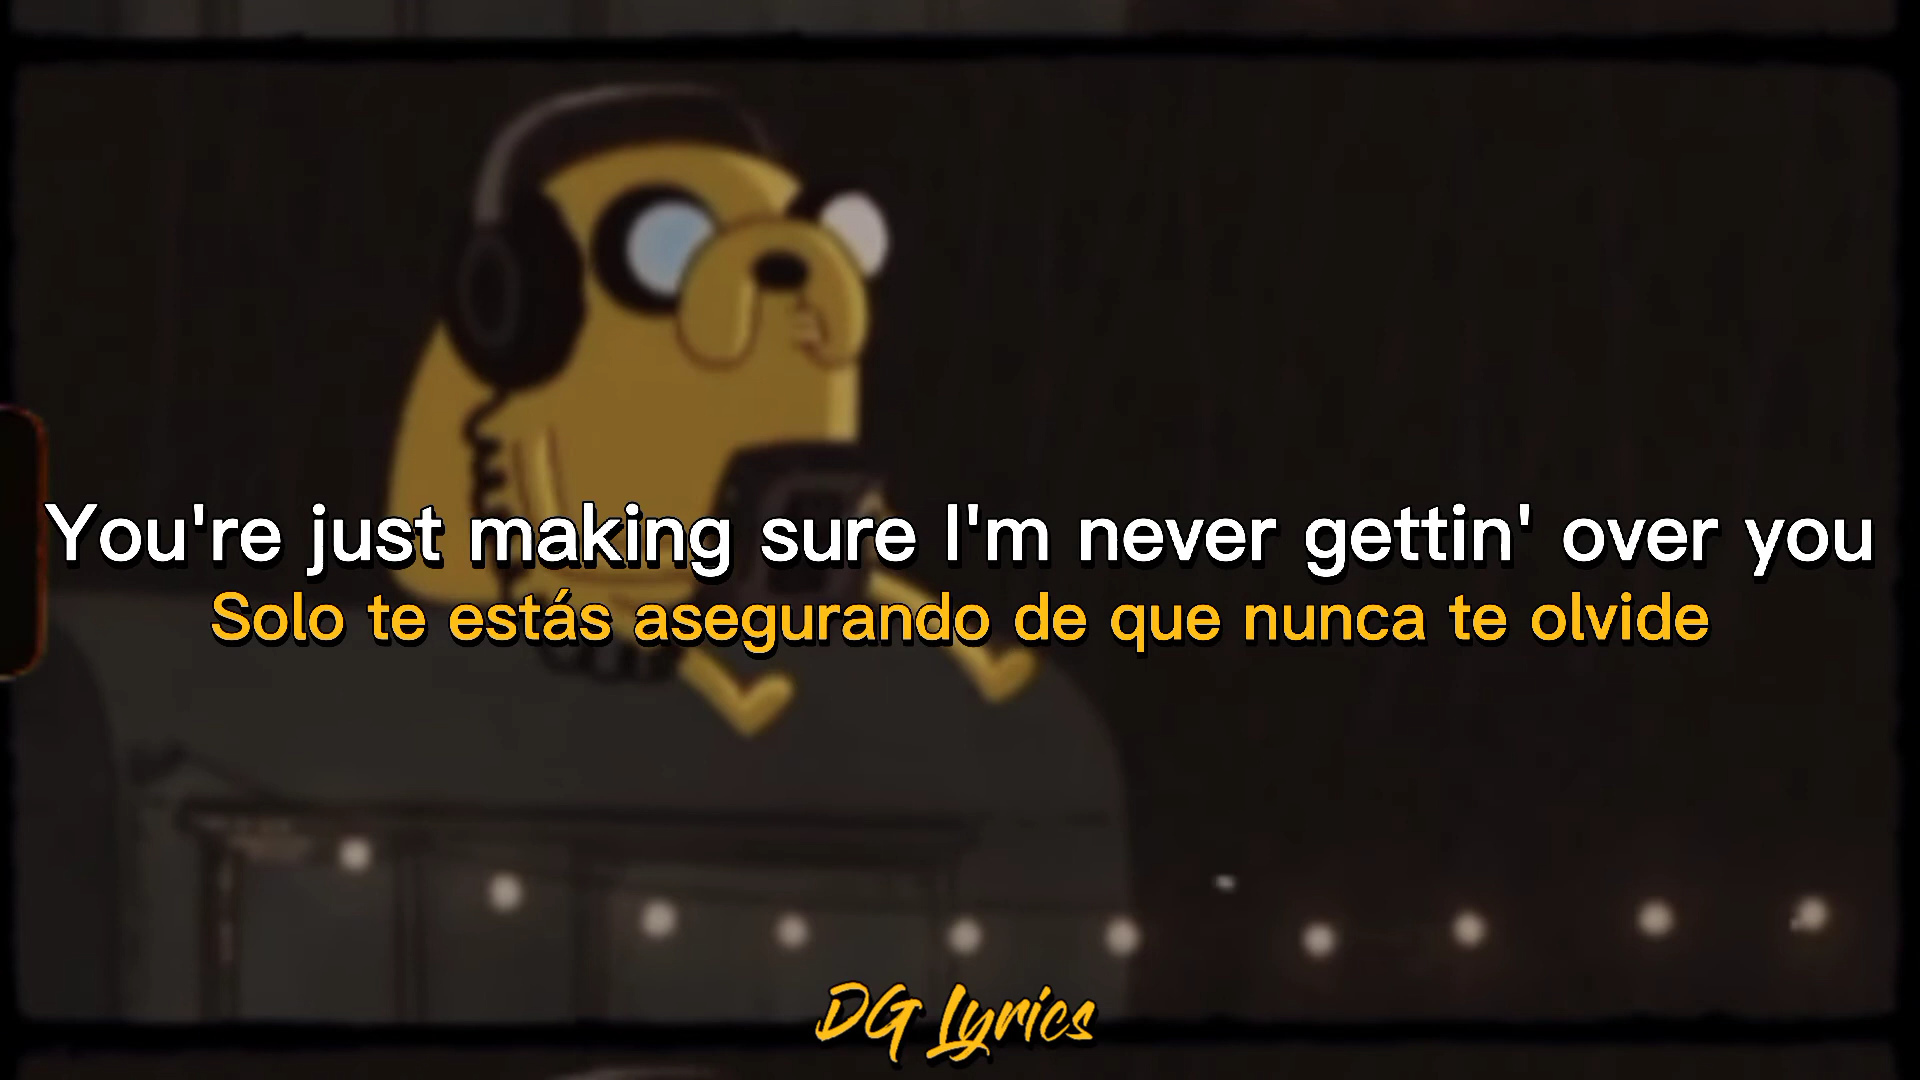 You're just making sure I'm never gettin' over you
Solo te estás asegurando de que nunca te olvide
DG Lyrics